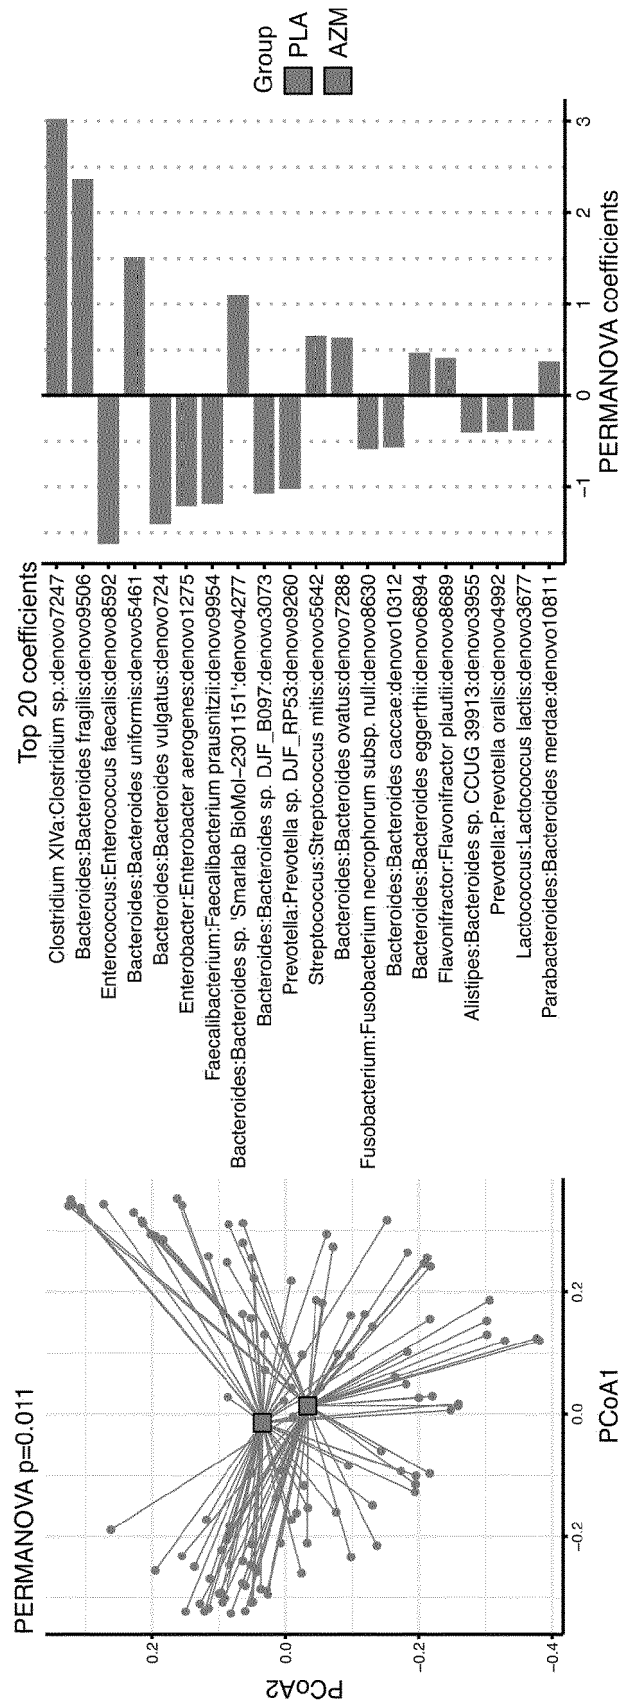 PERMANOVA p=0.011
PCoA2
0.2
0.0
−0.2
−0.4
−0.2
0.0
0.2
PCoA1
Top 20 coefficients
Clostridium XIVa:Clostridium sp.:denovo7247
Bacteroides:Bacteroides fragilis:denovo9506
Enterococcus:Enterococcus faecalis:denovo8592
Bacteroides:Bacteroides uniformis:denovo5461
Bacteroides:Bacteroides vulgatus:denovo724
Enterobacter:Enterobacter aerogenes:denovo1275
Faecalibacterium:Faecalibacterium prausnitzii:denovo9954
Bacteroides:Bacteroides sp. 'Smarlab BioMol−2301151':denovo4277
Bacteroides:Bacteroides sp. DJF_B097:denovo3073
Prevotella:Prevotella sp. DJF_RP53:denovo9260
Streptococcus:Streptococcus mitis:denovo5642
Bacteroides:Bacteroides ovatus:denovo7288
Fusobacterium:Fusobacterium necrophorum subsp. null:denovo8630
Bacteroides:Bacteroides caccae:denovo10312
Bacteroides:Bacteroides eggerthii:denovo6894
Flavonifractor:Flavonifractor plautii:denovo8689
Alistipes:Bacteroides sp. CCUG 39913:denovo3955
Prevotella:Prevotella oralis:denovo4992
Lactococcus:Lactococcus lactis:denovo3677
Parabacteroides:Bacteroides merdae:denovo10811
−1
0
1
2
3
PERMANOVA coefficients
Group
PLA
AZM